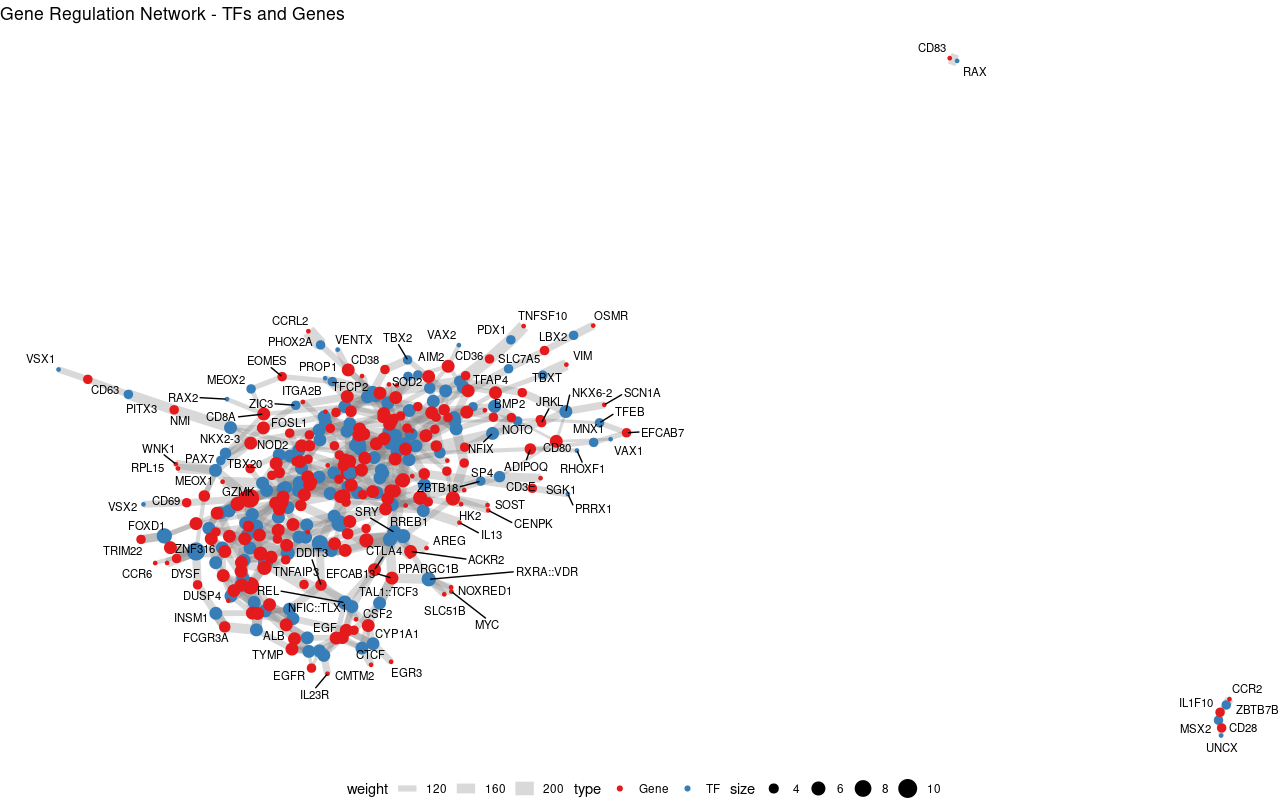 Gene Regulation Network - TFs and Genes
CD83
RAX
TNFSF10
OSMR
CCRL2
PHOX2A
VENTX
TBX2
VAX2
PDX1
LBX2
VSX1
EOMES
PROP1
CD38
AIM2
CD36
SLC7A5
VIM
MEOX2
ITGA2B
TFCP2
SOD2
TFAP4
TBXT
CD63
PITX3
RAX2
ZIC3
BMP2
JRKL
NKX6-2
SCN1A
NMI
CD8A
FOSL1
NOTO
MNX1
TFEB
EFCAB7
NKX2-3
NOD2
NFIX
CD80
VAX1
WNK1
RPL15
PAX7
TBX20
ADIPOQ
RHOXF1
MEOX1
GZMK
ZBTB18
SP4
CD3E
SGK1
VSX2
CD69
SOST
PRRX1
FOXD1
SRY
RREB1
HK2
IL13
CENPK
TRIM22
ZNF316
DDIT3
CTLA4
AREG
ACKR2
CCR6
DYSF
TNFAIP3
EFCAB13
PPARGC1B
RXRA::VDR
DUSP4
REL
TAL1::TCF3
NOXRED1
INSM1
NFIC::TLX1
CSF2
SLC51B
MYC
FCGR3A
ALB
EGF
CYP1A1
TYMP
CTCF
EGFR
CMTM2
EGR3
IL23R
CCR2
IL1F10
ZBTB7B
MSX2
CD28
UNCX
weight 120 160 200 type Gene TF size 4 6 8 10